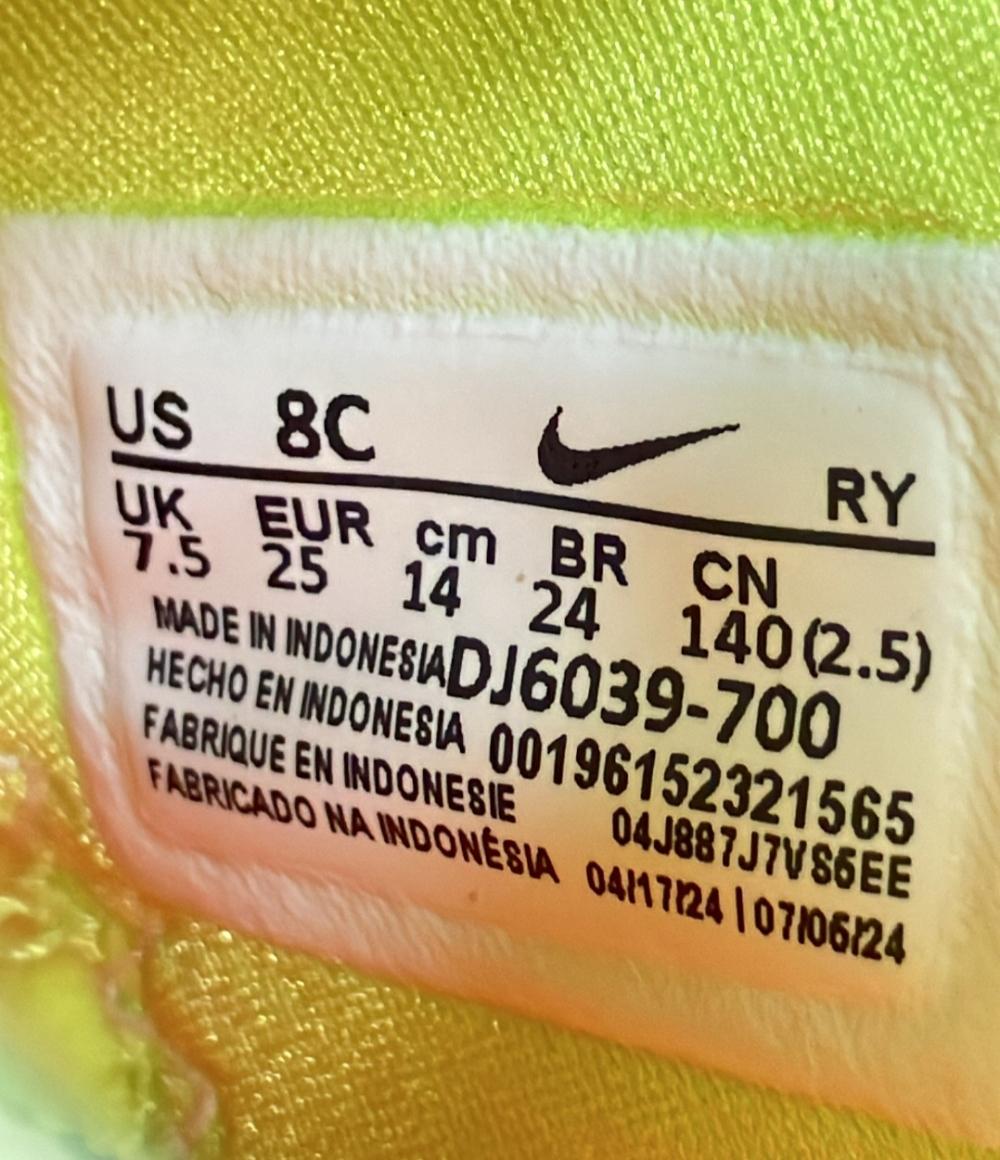 US 8C RY
UK EUR cm BR CN
7.5 25 14 24 140(2.5)
MADE IN INDONESIA DJ6039-700
HECHO EN INDONESIA 00196152321565
FABRIQUE EN INDONESIE 04J887J7VS6EE
FABRICADO NA INDONÉSIA 04/17/24 | 07/06/24